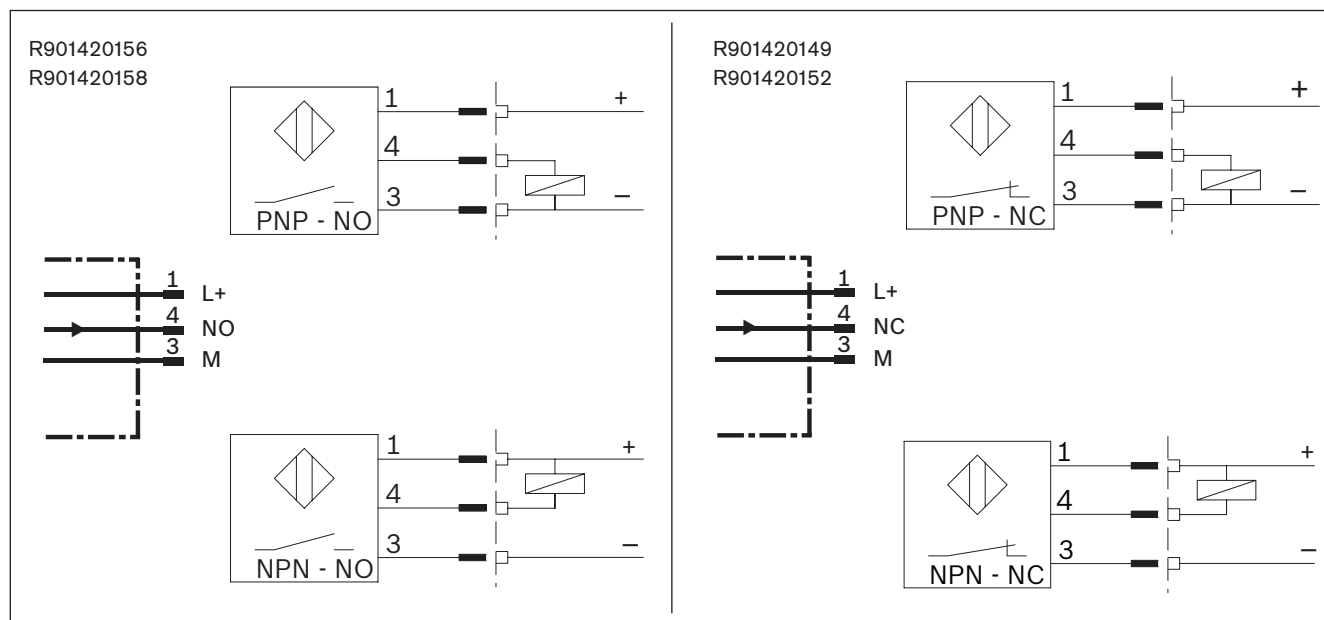 R901420156
R901420158
1
+
4
3
−
PNP - NO
1
L+
4
NO
3
M
1
+
4
3
−
NPN - NO
R901420149
R901420152
1
+
4
3
−
PNP - NC
1
L+
4
NC
3
M
1
+
4
3
−
NPN - NC